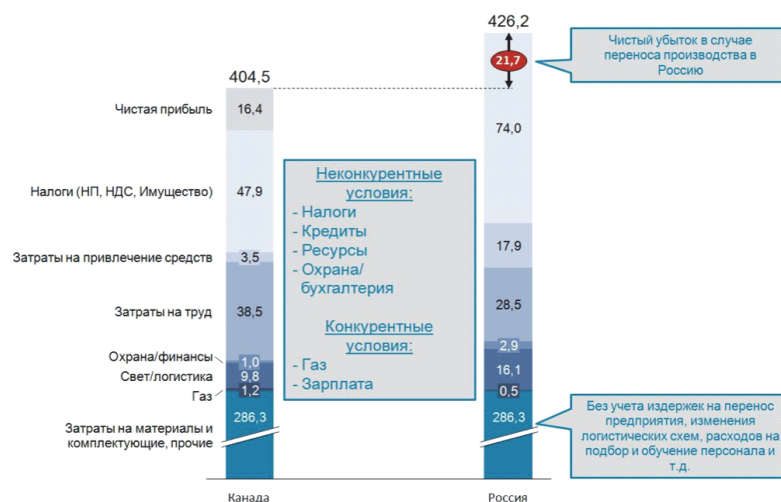 426,2
21,7
Чистый убыток в случае
переноса производства в
Россию
404,5
Чистая прибыль
16,4
74,0
Налоги (НП, НДС, Имущество)
47,9
Неконкурентные
условия:
- Налоги
- Кредиты
- Ресурсы
- Охрана/
бухгалтерия
Конкурентные
условия:
- Газ
- Зарплата
Затраты на привлечение средств
3,5
17,9
Затраты на труд
38,5
28,5
Охрана/финансы
1,0
2,9
Свет/логистика
9,8
16,1
Газ
1,2
0,5
Затраты на материалы и
комплектующие, прочие
286,3
286,3
Без учета издержек на перенос
предприятия, изменения
логистических схем, расходов на
подбор и обучение персонала и
т.д.
Канада
Россия